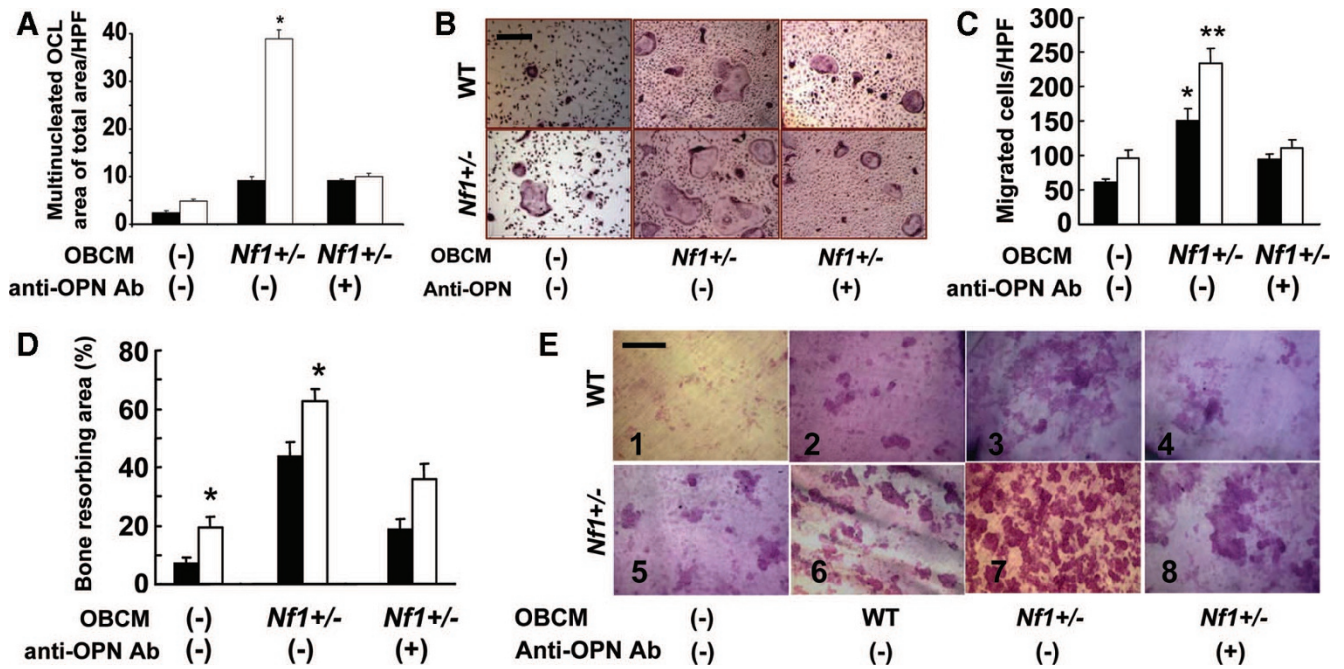 A
Multinucleated OCL
area of total area/HPF
40
30
20
10
0
*
OBCM (-) Nf1+/- Nf1+/-
anti-OPN Ab (-) (-) (+)
B
WT
Nf1+/-
OBCM (-) Nf1+/- Nf1+/-
Anti-OPN (-) (-) (+)
C
Migrated cells/HPF
300
250
200
150
100
50
0
* **
OBCM (-) Nf1+/- Nf1+/-
anti-OPN Ab (-) (-) (+)
D
Bone resorbing area (%)
80
60
40
20
0
* *
OBCM (-) Nf1+/- Nf1+/-
anti-OPN Ab (-) (-) (+)
E
WT
1 2 3 4
Nf1+/-
5 6 7 8
OBCM (-) WT Nf1+/- Nf1+/-
Anti-OPN Ab (-) (-) (-) (+)